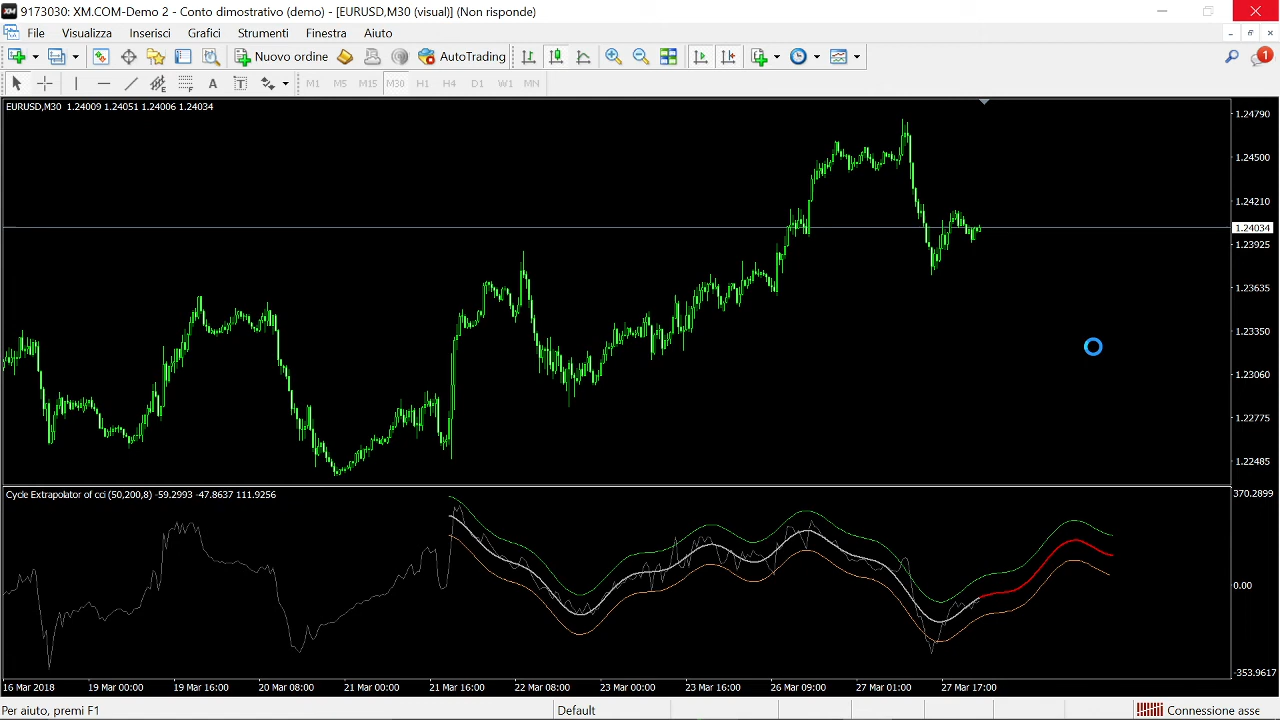 XM 9173030: XM.COM-Demo 2 - Conto dimostrativo (demo) - [EURUSD,M30 (visual)] (Non risponde)
File Visualizza Inserisci Grafici Strumenti Finestra Aiuto
Nuovo ordine AutoTrading 1
A T M1 M5 M15 M30 H1 H4 D1 W1 MN
EURUSD,M30 1.24009 1.24051 1.24006 1.24034
1.24790
1.24500
1.24210
1.24034
1.23925
1.23635
1.23350
1.23060
1.22775
1.22485
Cycle Extrapolator of cci (50,200,8) -59.2993 -47.8637 111.9256
370.2899
0.00
-353.9617
16 Mar 2018 19 Mar 00:00 19 Mar 16:00 20 Mar 08:00 21 Mar 00:00 21 Mar 16:00 22 Mar 08:00 23 Mar 00:00 23 Mar 16:00 26 Mar 09:00 27 Mar 01:00 27 Mar 17:00
Per aiuto, premi F1 Default Connessione asse